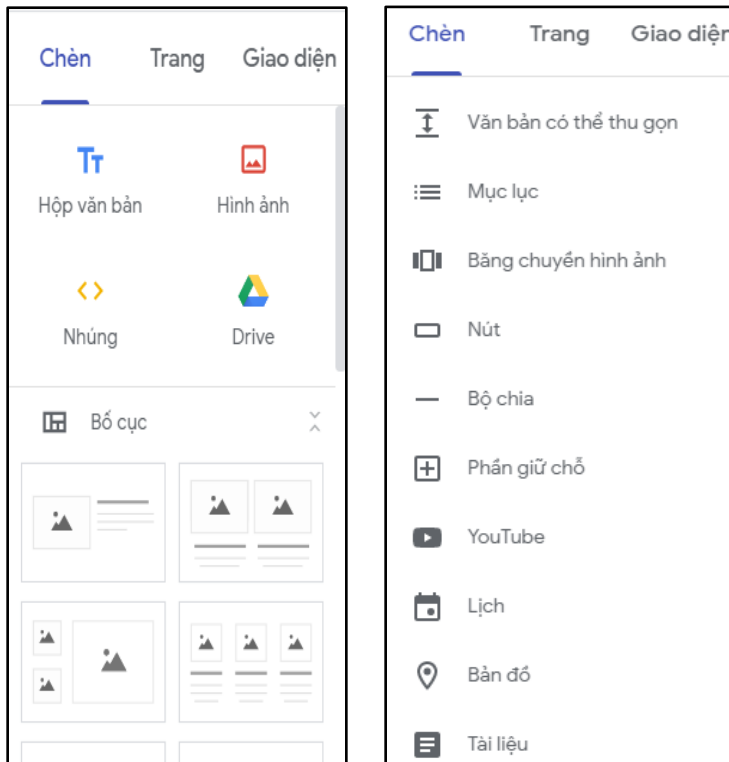 Chèn Trang Giao diện
Hộp văn bản Hình ảnh
Nhúng Drive
Bố cục
Chèn Trang Giao diện
Văn bản có thể thu gọn
Mục lục
Băng chuyền hình ảnh
Nút
Bộ chia
Phần giữ chỗ
YouTube
Lịch
Bản đồ
Tài liệu